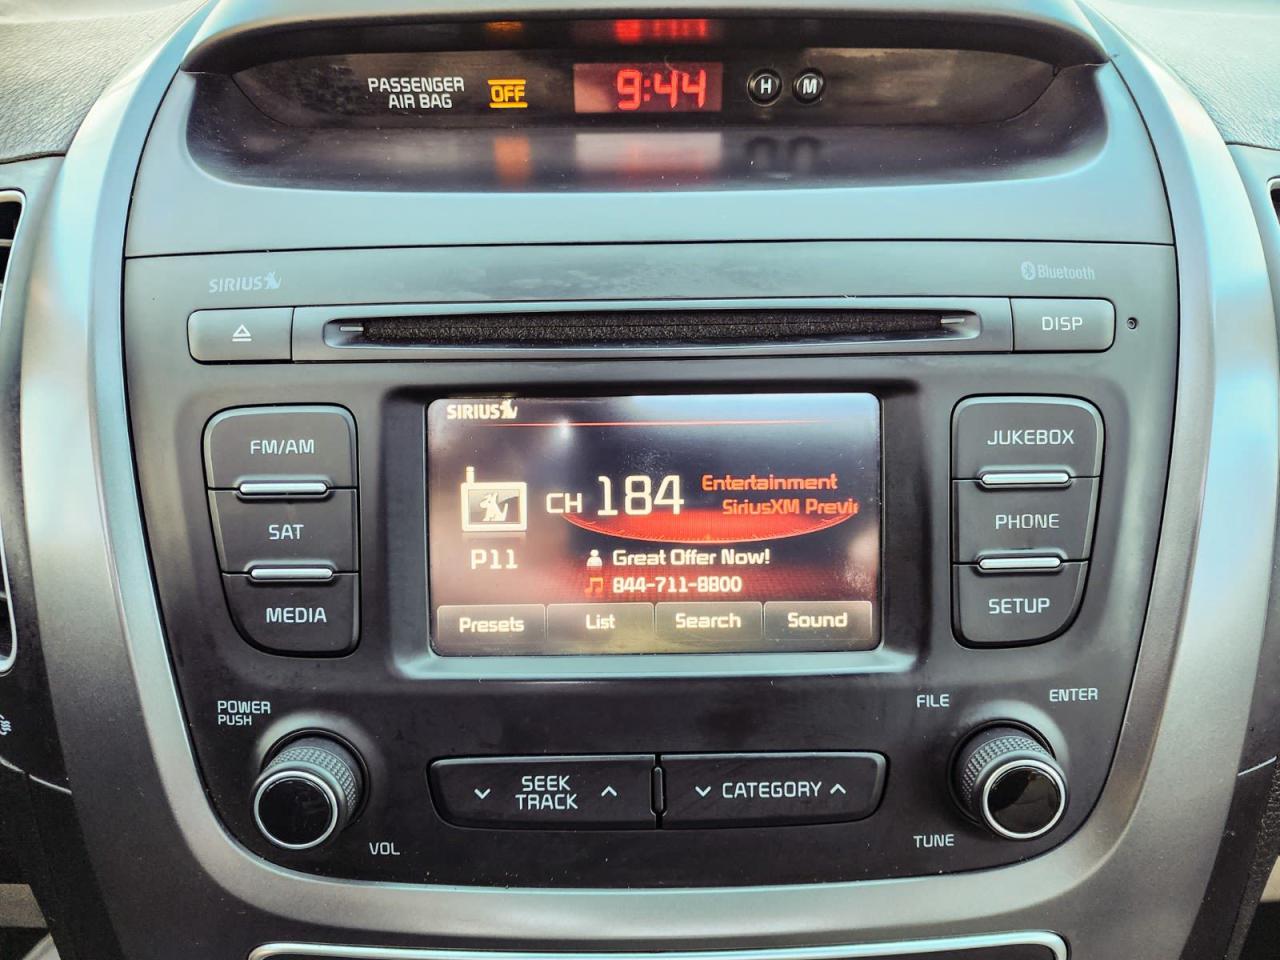 PASSENGER
AIR BAG
OFF
9:44
H
M
SIRIUS
Bluetooth
DISP
FM/AM
SAT
MEDIA
SIRIUS
CH 184
Entertainment
SiriusXM Previ
P11
Great Offer Now!
844-711-8800
Presets
List
Search
Sound
JUKEBOX
PHONE
SETUP
POWER
PUSH
VOL
SEEK
TRACK
CATEGORY
FILE
ENTER
TUNE